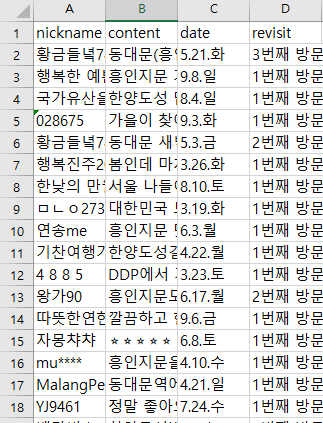 A B C D
1 nickname content date revisit
2 황금들녘7 동대문(흥인 5.21.화 3번째 방문
3 행복한 예 흥인지문 9.8.일 1번째 방문
4 국가유산을 한양도성 8.4.일 1번째 방문
5 028675 가을이 찾아 9.3.화 1번째 방문
6 황금들녘7 동대문 새 5.3.금 2번째 방문
7 행복진주20 봄인데 마 3.26.화 1번째 방문
8 한낮의 만 서울 나들이 8.10.토 1번째 방문
9 ㅁㄴㅇ273 대한민국 3.19.화 1번째 방문
10 연송me 흥인지문 6.3.월 1번째 방문
11 기찬여행가 한양도성길 4.22.월 1번째 방문
12 4 8 8 5 DDP에서 3.23.토 1번째 방문
13 왕가90 흥인지문도 6.17.월 2번째 방문
14 따뜻한연한 깔끔하고 9.6.금 1번째 방문
15 자몽챠챠 ☆☆☆☆☆ 6.8.토 1번째 방문
16 mu**** 흥인지문을 4.10.수 1번째 방문
17 MalangPe 동대문역에 4.21.일 1번째 방문
18 YJ9461 정말 좋아 7.24.수 1번째 방문